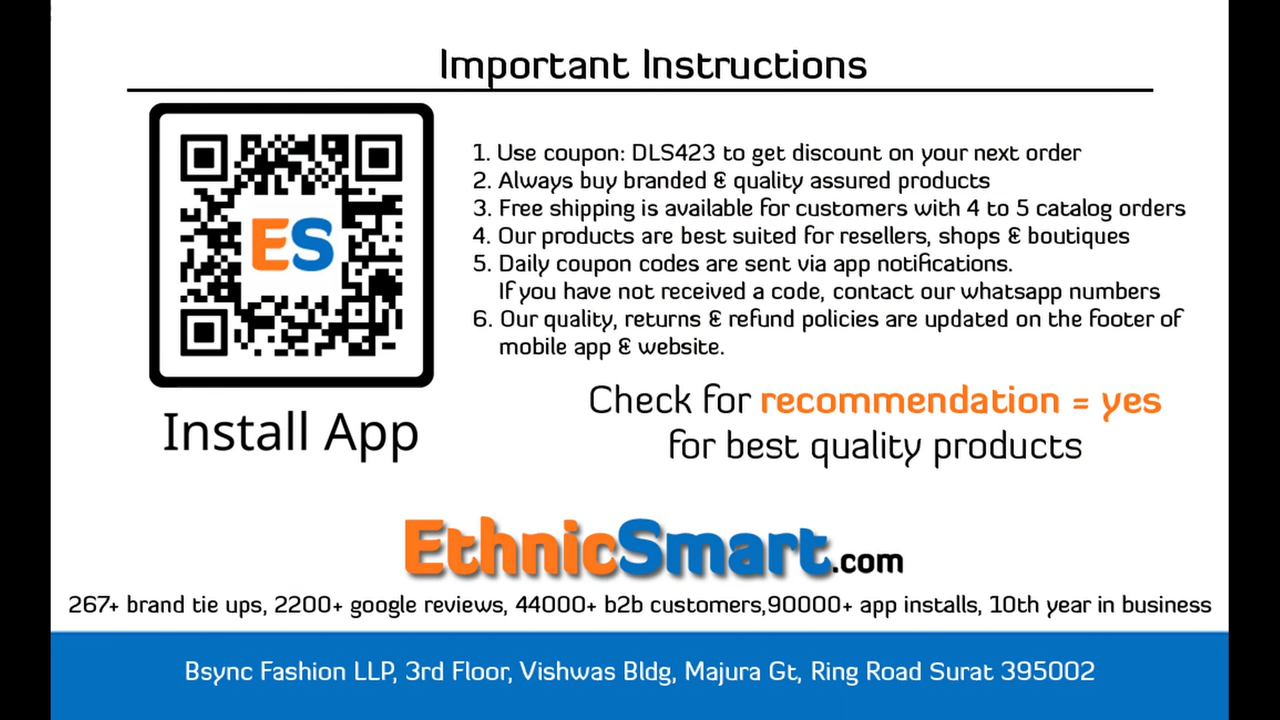 Important Instructions
ES
Install App
1. Use coupon: DLS423 to get discount on your next order
2. Always buy branded & quality assured products
3. Free shipping is available for customers with 4 to 5 catalog orders
4. Our products are best suited for resellers, shops & boutiques
5. Daily coupon codes are sent via app notifications.
If you have not received a code, contact our whatsapp numbers
6. Our quality, returns & refund policies are updated on the footer of
mobile app & website.
Check for recommendation = yes
for best quality products
EthnicSmart.com
267+ brand tie ups, 2200+ google reviews, 44000+ b2b customers,90000+ app installs, 10th year in business
Bsync Fashion LLP, 3rd Floor, Vishwas Bldg, Majura Gt, Ring Road Surat 395002